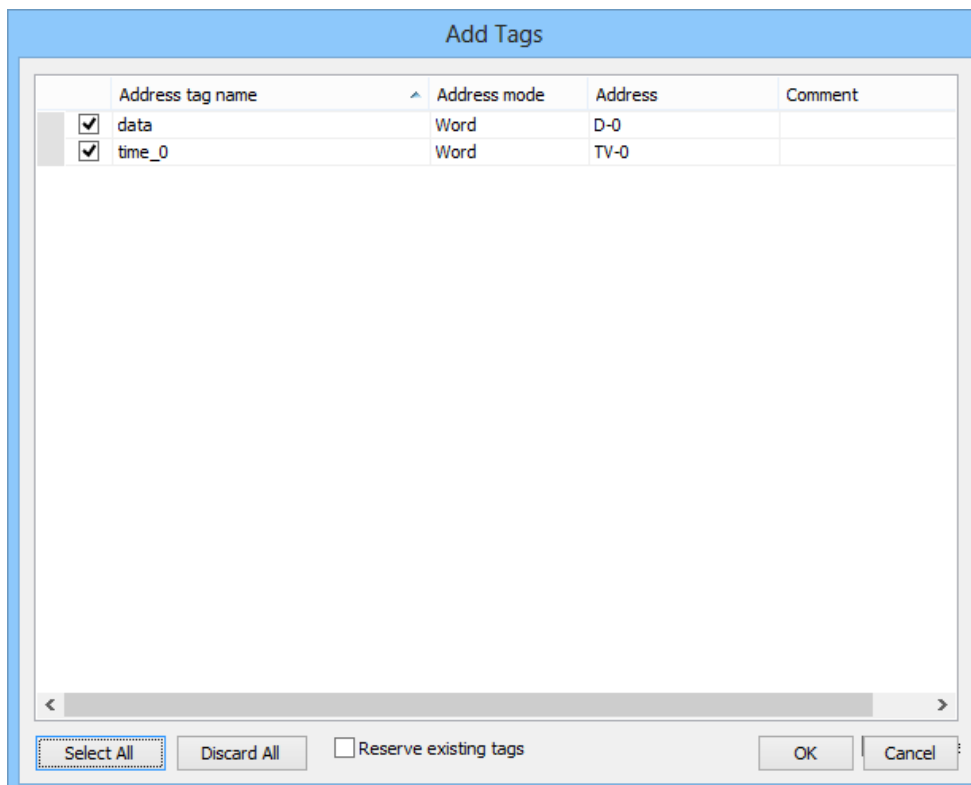 Add Tags
Address tag name Address mode Address Comment
data Word D-0
time_0 Word TV-0
Select All Discard All Reserve existing tags OK Cancel